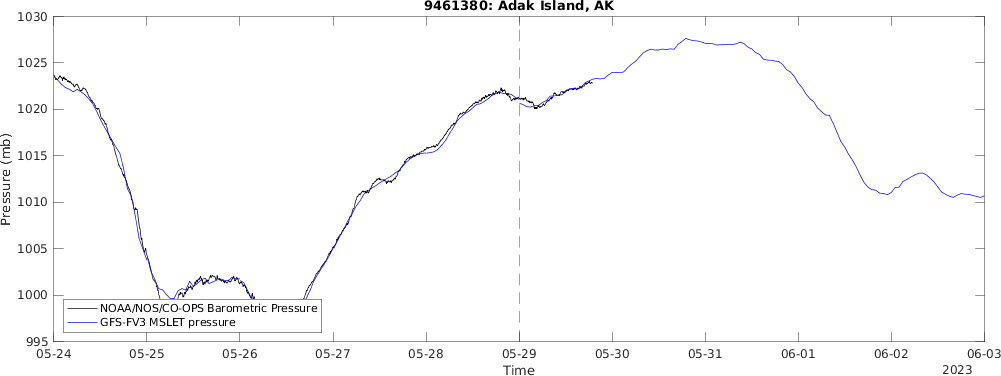 9461380: Adak Island, AK
Pressure (mb)
1030
1025
1020
1015
1010
1005
1000
995
NOAA/NOS/CO-OPS Barometric Pressure
GFS-FV3 MSLET pressure
05-24 05-25 05-26 05-27 05-28 05-29 05-30 05-31 06-01 06-02 06-03
Time
2023